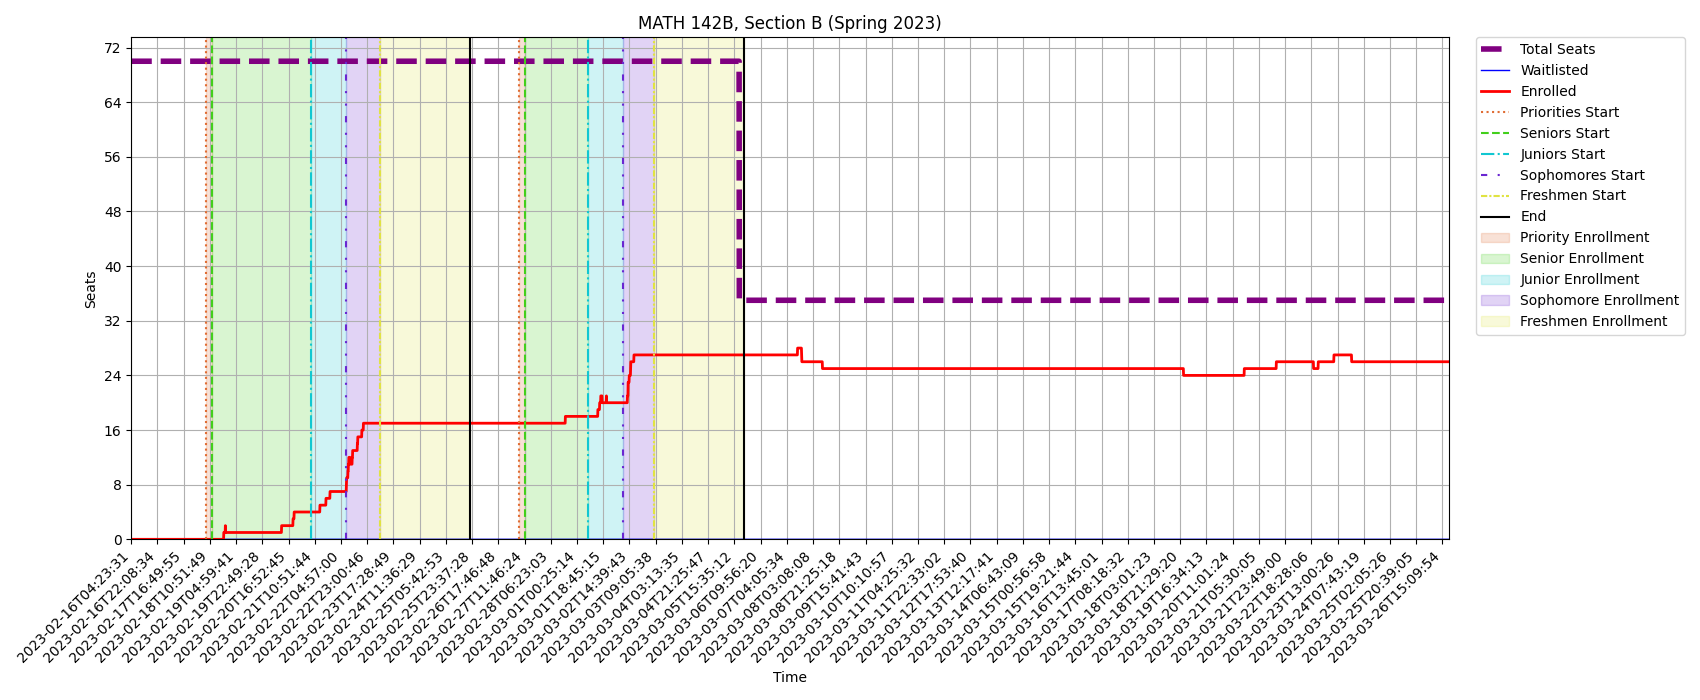 MATH 142B, Section B (Spring 2023)
Seats
72
64
56
48
40
32
24
16
8
0
2023-02-16T04:23:31
2023-02-16T22:08:34
2023-02-17T16:49:55
2023-02-18T10:51:49
2023-02-19T04:59:41
2023-02-19T22:49:28
2023-02-20T16:52:45
2023-02-21T10:51:44
2023-02-22T04:57:00
2023-02-22T23:00:46
2023-02-23T17:28:49
2023-02-24T11:36:29
2023-02-25T05:42:53
2023-02-25T23:37:28
2023-02-26T17:46:48
2023-02-27T11:46:24
2023-02-28T06:23:03
2023-03-01T00:25:14
2023-03-01T18:45:15
2023-03-02T14:39:43
2023-03-03T09:05:38
2023-03-04T03:13:35
2023-03-04T21:25:47
2023-03-05T15:35:12
2023-03-06T09:56:20
2023-03-07T04:05:34
2023-03-08T03:08:08
2023-03-08T21:25:18
2023-03-09T15:41:43
2023-03-10T10:10:57
2023-03-11T04:25:32
2023-03-11T22:33:02
2023-03-12T17:53:40
2023-03-13T12:17:41
2023-03-14T06:43:09
2023-03-15T00:56:58
2023-03-15T19:21:44
2023-03-16T13:45:01
2023-03-17T08:18:32
2023-03-18T03:01:23
2023-03-18T21:29:20
2023-03-19T16:34:13
2023-03-20T11:01:24
2023-03-21T05:30:05
2023-03-21T23:49:00
2023-03-22T18:28:06
2023-03-23T13:00:26
2023-03-24T07:43:19
2023-03-25T02:05:26
2023-03-25T20:39:05
2023-03-26T15:09:54
Time
Total Seats
Waitlisted
Enrolled
Priorities Start
Seniors Start
Juniors Start
Sophomores Start
Freshmen Start
End
Priority Enrollment
Senior Enrollment
Junior Enrollment
Sophomore Enrollment
Freshmen Enrollment